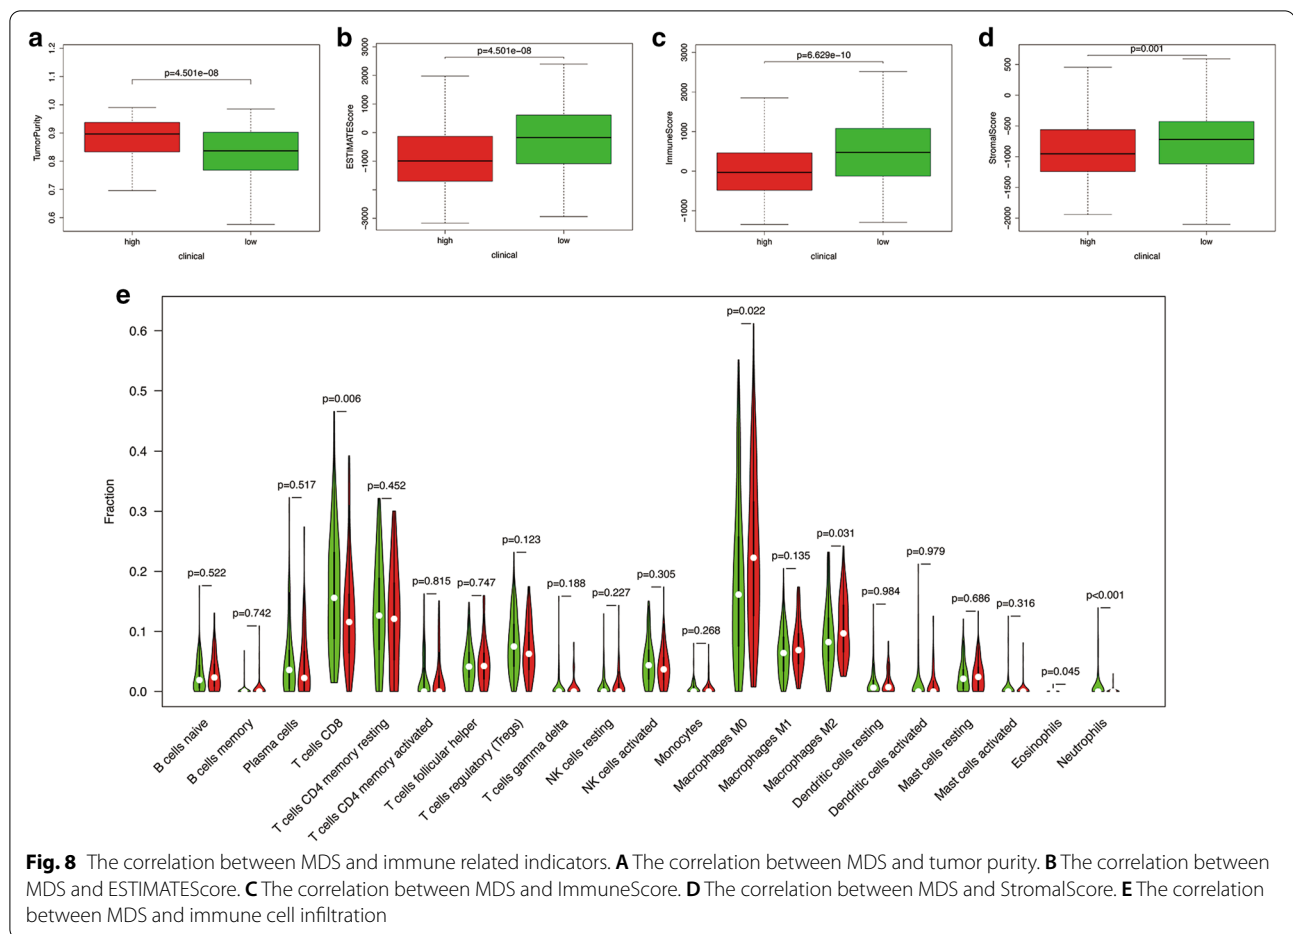 a
1.2
1.1
1.0
0.9
0.8
0.7
0.6
TumorPurity
p=4.501e−08
high
low
clinical
b
3000
2000
1000
0
−1000
−3000
ESTIMATEScore
p=4.501e−08
high
low
clinical
c
3000
2000
1000
0
−1000
ImmuneScore
p=6.629e−10
high
low
clinical
d
500
0
−500
−1000
−1500
−2000
StromalScore
p=0.001
high
low
clinical
e
0.6
0.5
0.4
0.3
0.2
0.1
0.0
Fraction
p=0.522
p=0.742
p=0.517
p=0.006
p=0.452
p=0.815
p=0.747
p=0.123
p=0.188
p=0.227
p=0.305
p=0.268
p=0.022
p=0.135
p=0.031
p=0.984
p=0.979
p=0.686
p=0.316
p=0.045
p<0.001
B cells naive
B cells memory
Plasma cells
T cells CD8
T cells CD4 memory resting
T cells CD4 memory activated
T cells follicular helper
T cells regulatory (Tregs)
T cells gamma delta
NK cells resting
NK cells activated
Monocytes
Macrophages M0
Macrophages M1
Macrophages M2
Dendritic cells resting
Dendritic cells activated
Mast cells resting
Mast cells activated
Eosinophils
Neutrophils
Fig. 8 The correlation between MDS and immune related indicators. A The correlation between MDS and tumor purity. B The correlation between
MDS and ESTIMATEScore. C The correlation between MDS and ImmuneScore. D The correlation between MDS and StromalScore. E The correlation
between MDS and immune cell infiltration